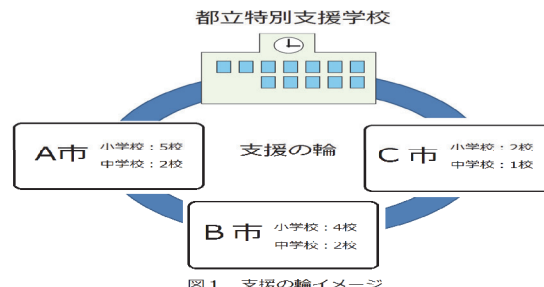 都立特別支援学校
A市 小学校：5校
中学校：2校
支援の輪
C市 小学校：2校
中学校：1校
B市 小学校：4校
中学校：2校
図1 支援の輪イメージ